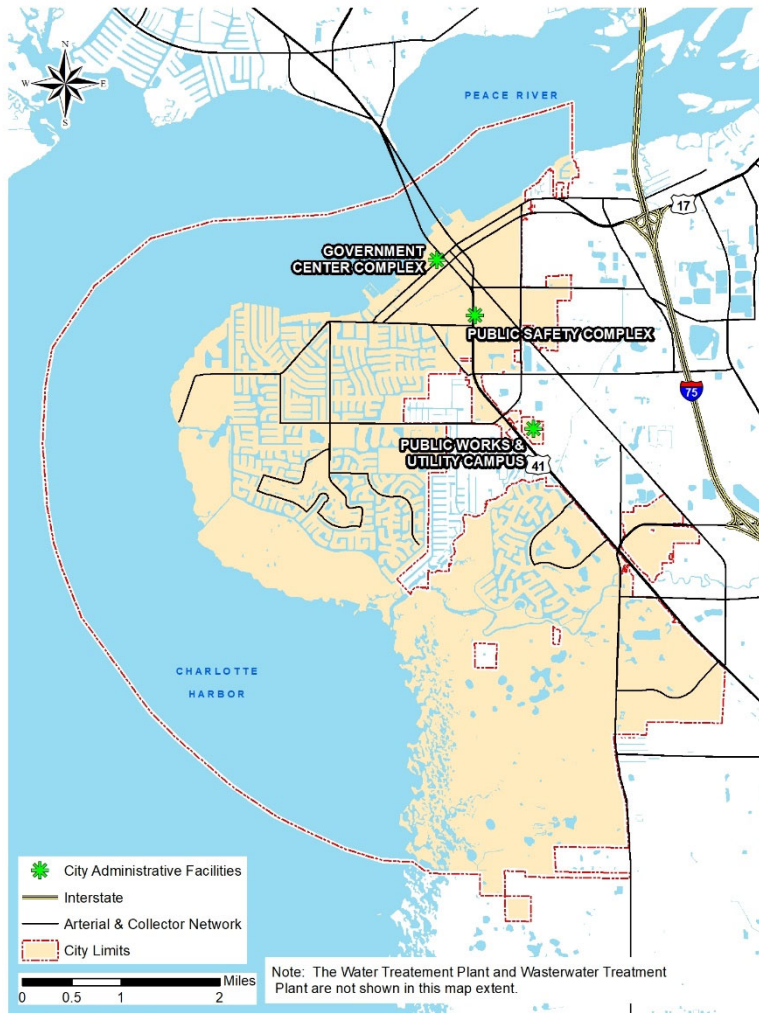 N
W E
S
PEACE RIVER
17
GOVERNMENT
CENTER COMPLEX
PUBLIC SAFETY COMPLEX
75
PUBLIC WORKS &
UTILITY CAMPUS
41
CHARLOTTE
HARBOR
City Administrative Facilities
Interstate
Arterial & Collector Network
City Limits
Miles
0 0.5 1 2
Note: The Water Treatement Plant and Wasterwater Treatment
Plant are not shown in this map extent.